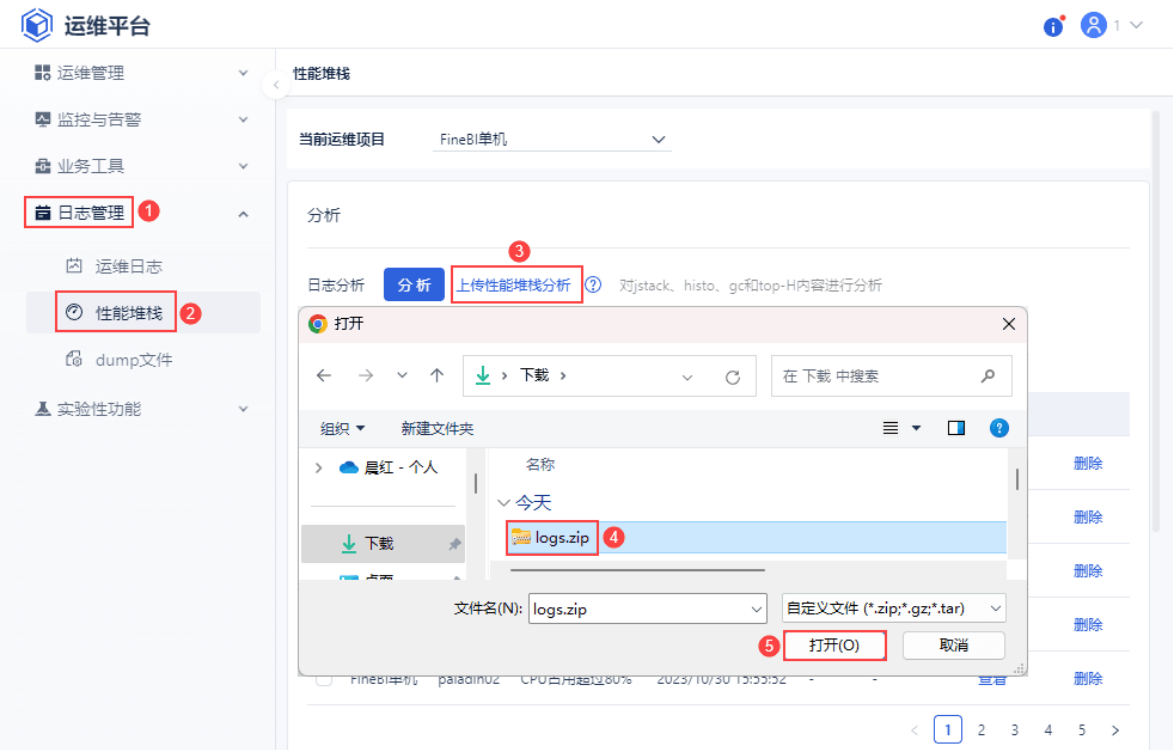 运维平台
1
运维管理
监控与告警
业务工具
日志管理 1
运维日志
性能堆栈 2
dump文件
实验性功能
性能堆栈
当前运维项目 FineBI单机
分析
3
日志分析 分析 上传性能堆栈分析 ? 对jstack、histo、gc和top-H内容进行分析
打开
下载
在 下载 中搜索
组织 新建文件夹 ?
晨红 - 个人
下载
桌面
名称
今天
logs.zip 4
文件名(N): logs.zip 自定义文件 (*.zip;*.gz;*.tar)
5 打开(O) 取消
删除
删除
删除
删除
FineBI单机 paladin02 CPU占用超过80% 2023/10/30 15:55:52 - - 查看 删除
< 1 2 3 4 5 >